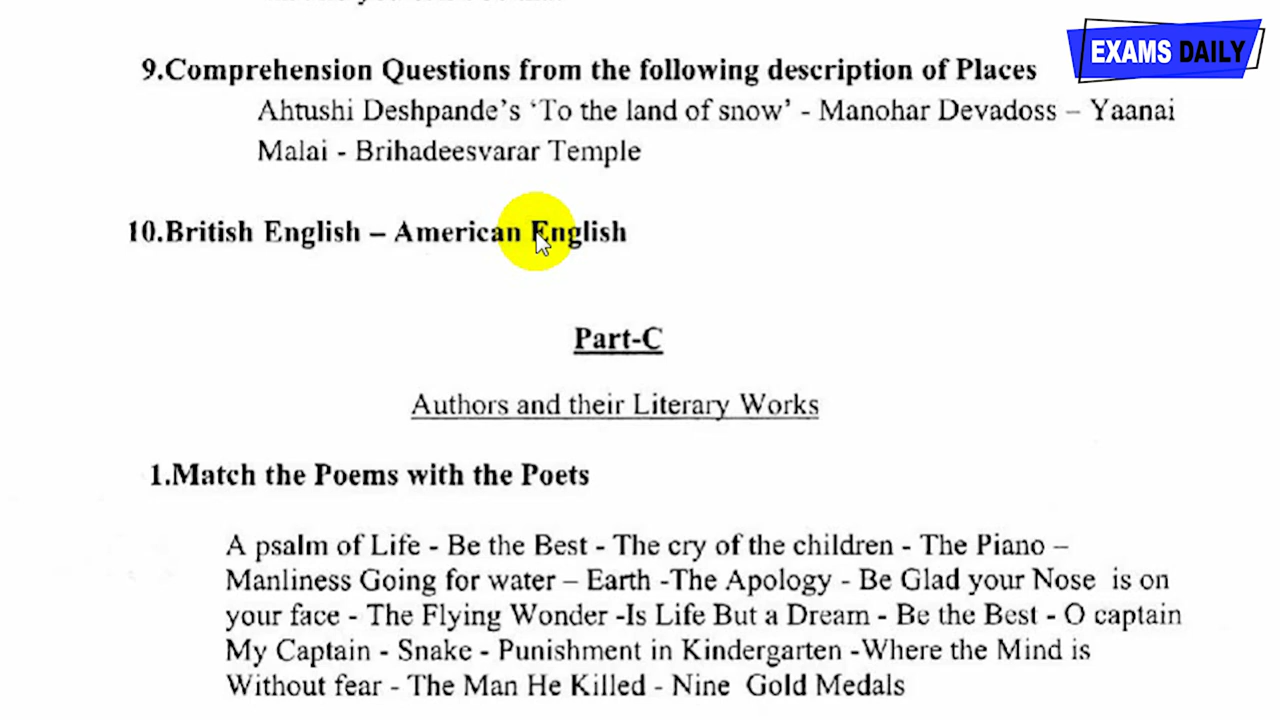 EXAMS DAILY
9.Comprehension Questions from the following description of Places
Ahtushi Deshpande's 'To the land of snow' - Manohar Devadoss – Yaanai
Malai - Brihadeesvarar Temple
10.British English – American English
Part-C
Authors and their Literary Works
1.Match the Poems with the Poets
A psalm of Life - Be the Best - The cry of the children - The Piano –
Manliness Going for water – Earth -The Apology - Be Glad your Nose is on
your face - The Flying Wonder -Is Life But a Dream - Be the Best - O captain
My Captain - Snake - Punishment in Kindergarten -Where the Mind is
Without fear - The Man He Killed - Nine Gold Medals